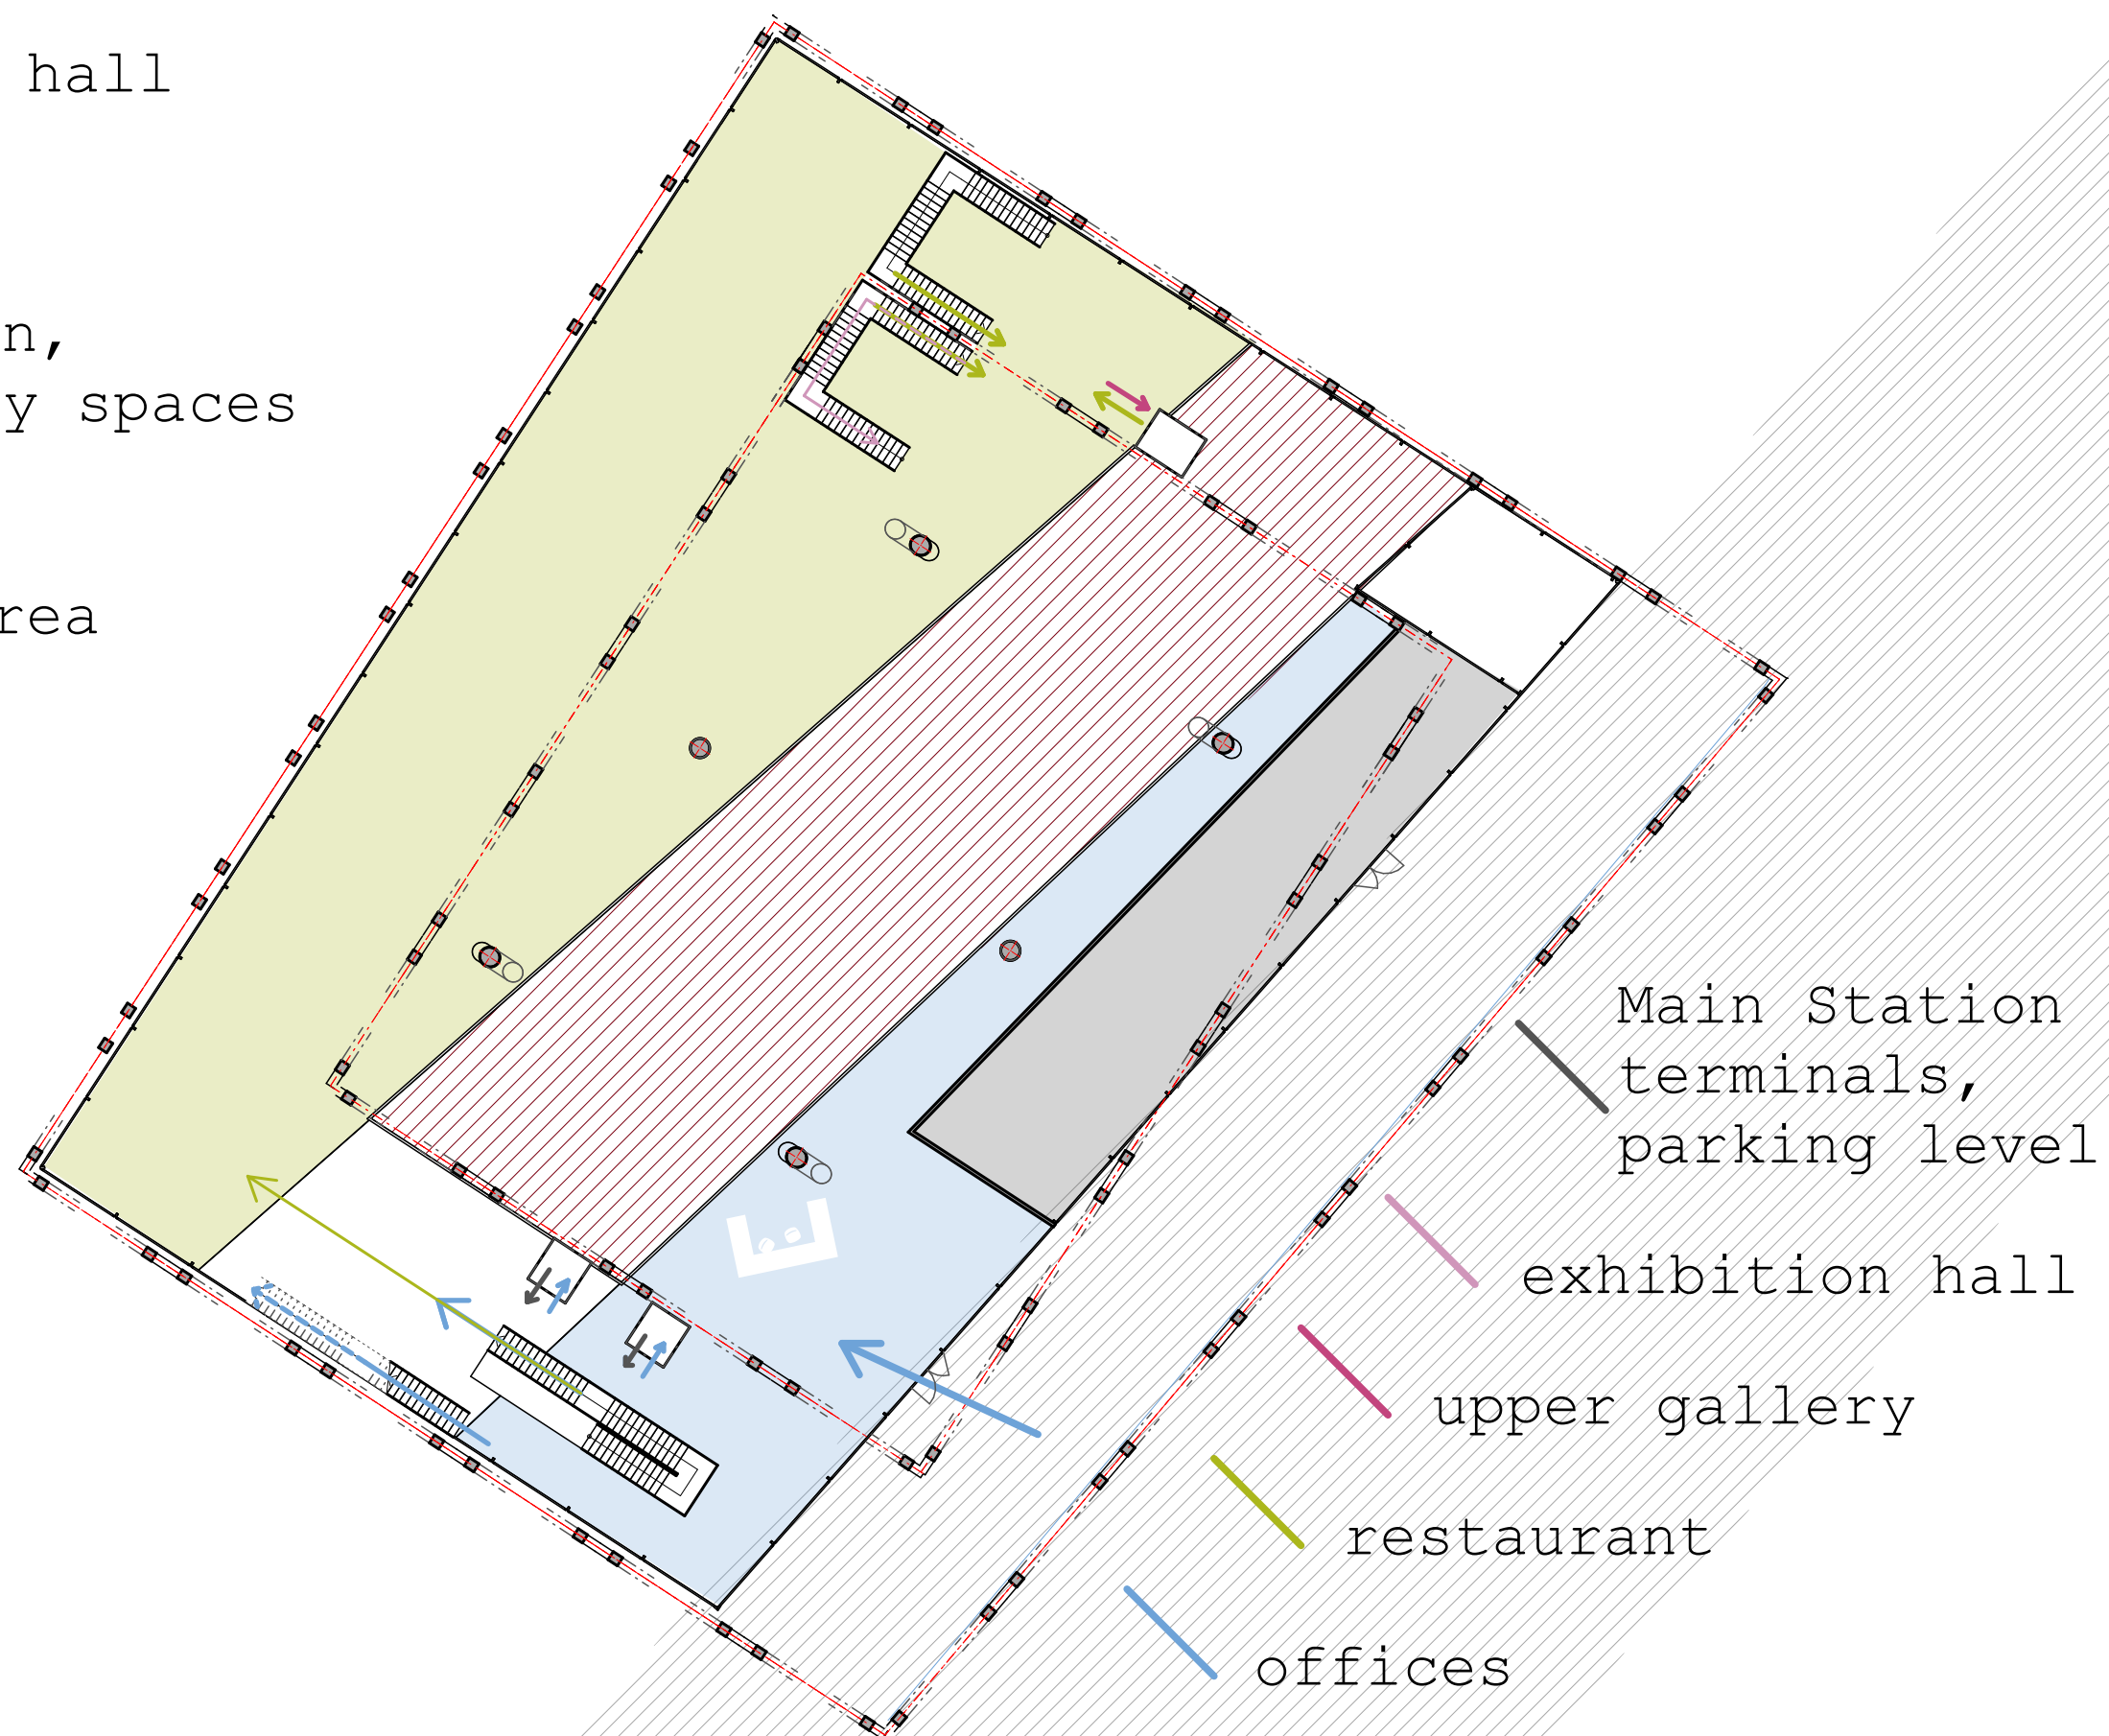 hall
n,
y spaces
rea
Main Station
terminals,
parking level
exhibition hall
upper gallery
restaurant
offices